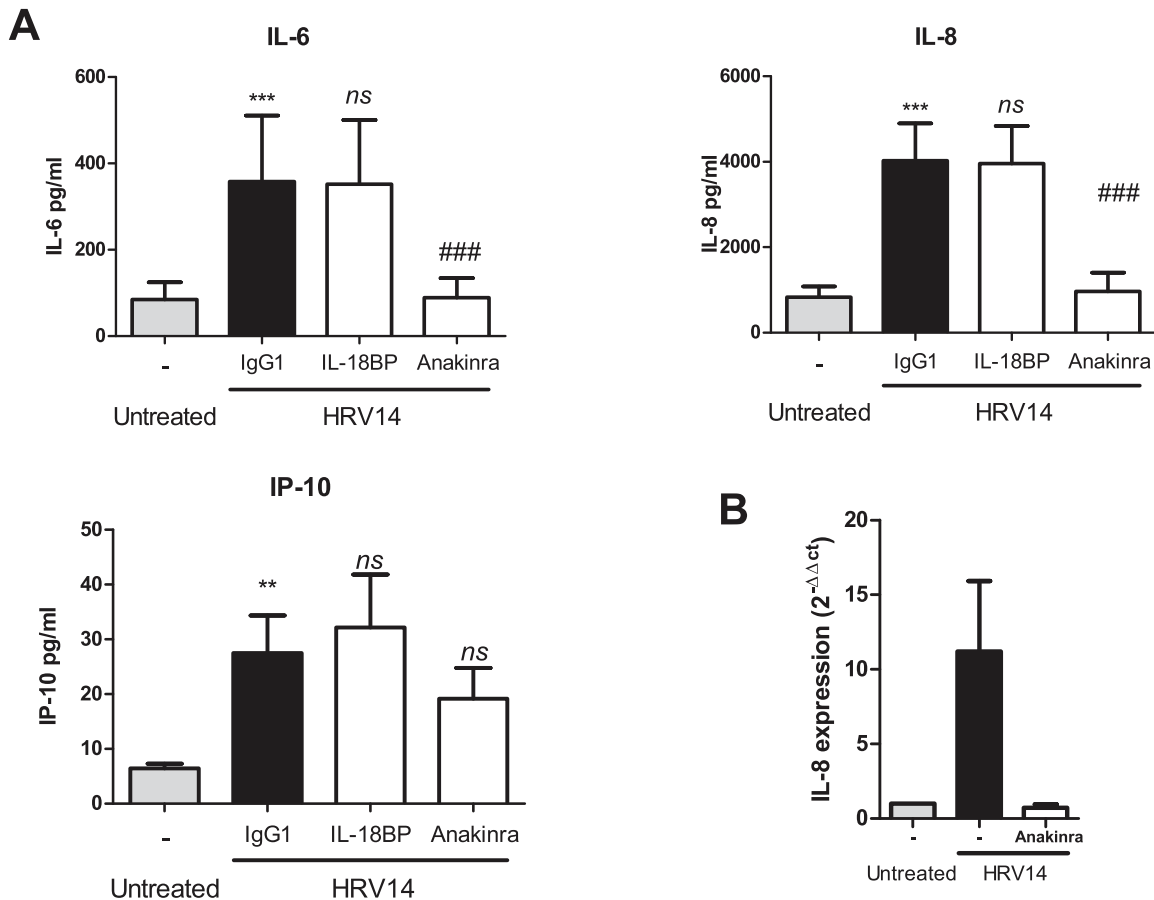 A
IL-6
600
400
200
0
IL-6 pg/ml
***
ns
###
-
IgG1
IL-18BP
Anakinra
Untreated
HRV14
IL-8
6000
4000
2000
0
IL-8 pg/ml
***
ns
###
-
IgG1
IL-18BP
Anakinra
Untreated
HRV14
IP-10
50
40
30
20
10
0
IP-10 pg/ml
**
ns
ns
-
IgG1
IL-18BP
Anakinra
Untreated
HRV14
B
20
15
10
5
0
IL-8 expression (2-ΔΔct)
-
-
Anakinra
Untreated
HRV14